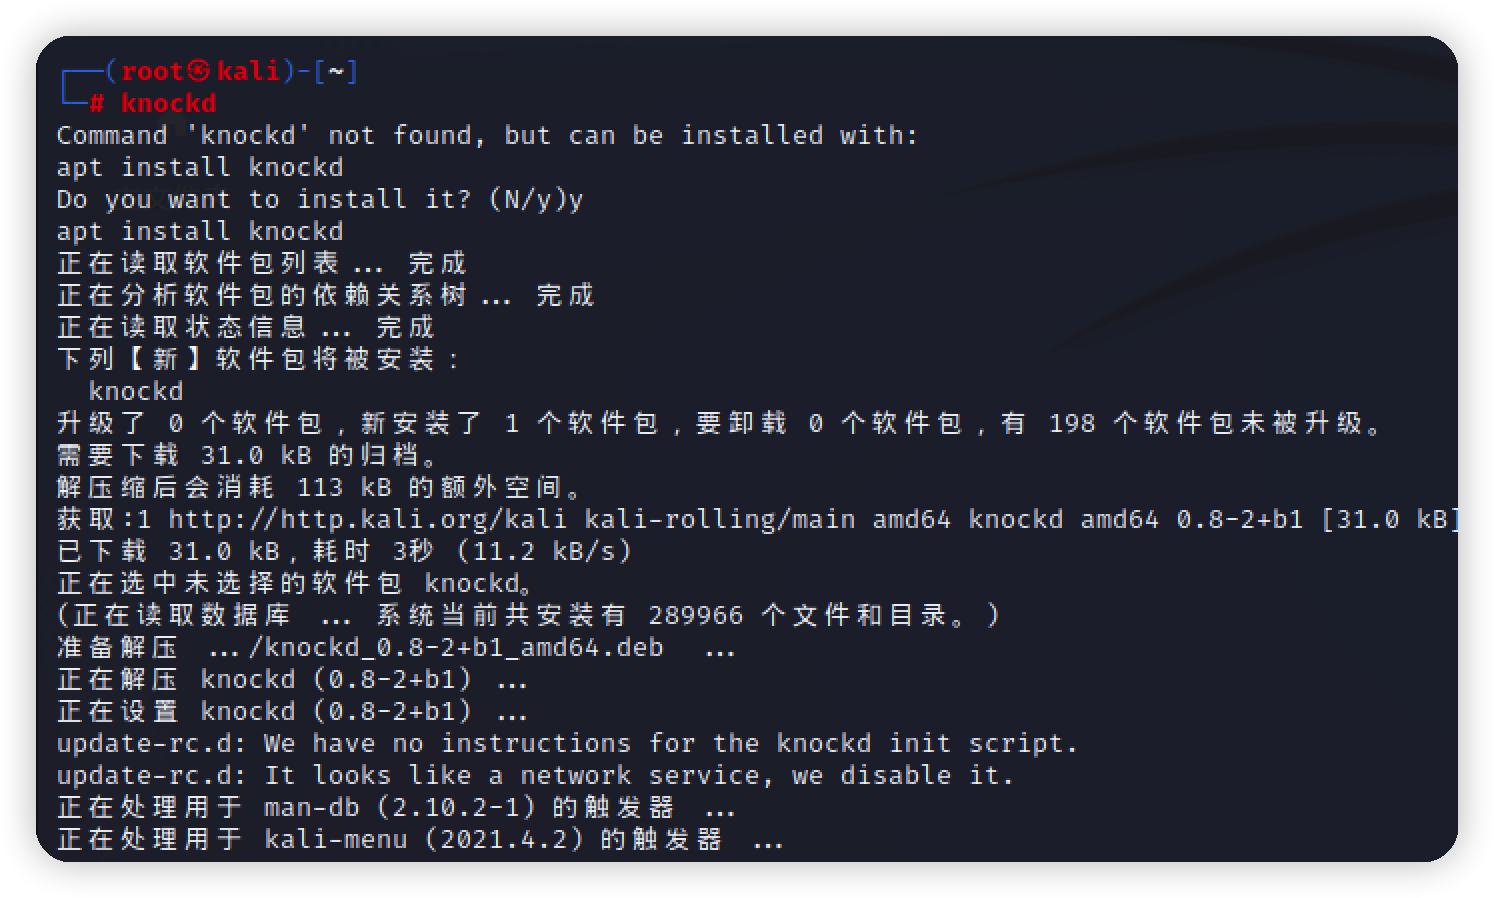 ┌──(root㉿kali)-[~]
└─# knockd
Command 'knockd' not found, but can be installed with:
apt install knockd
Do you want to install it? (N/y)y
apt install knockd
正在读取软件包列表... 完成
正在分析软件包的依赖关系树... 完成
正在读取状态信息... 完成
下列【新】软件包将被安装：
  knockd
升级了 0 个软件包，新安装了 1 个软件包，要卸载 0 个软件包，有 198 个软件包未被升级。
需要下载 31.0 kB 的归档。
解压缩后会消耗 113 kB 的额外空间。
获取:1 http://http.kali.org/kali kali-rolling/main amd64 knockd amd64 0.8-2+b1 [31.0 kB]
已下载 31.0 kB，耗时 3秒 (11.2 kB/s)
正在选中未选择的软件包 knockd。
(正在读取数据库 ... 系统当前共安装有 289966 个文件和目录。)
准备解压 .../knockd_0.8-2+b1_amd64.deb  ...
正在解压 knockd (0.8-2+b1) ...
正在设置 knockd (0.8-2+b1) ...
update-rc.d: We have no instructions for the knockd init script.
update-rc.d: It looks like a network service, we disable it.
正在处理用于 man-db (2.10.2-1) 的触发器 ...
正在处理用于 kali-menu (2021.4.2) 的触发器 ...